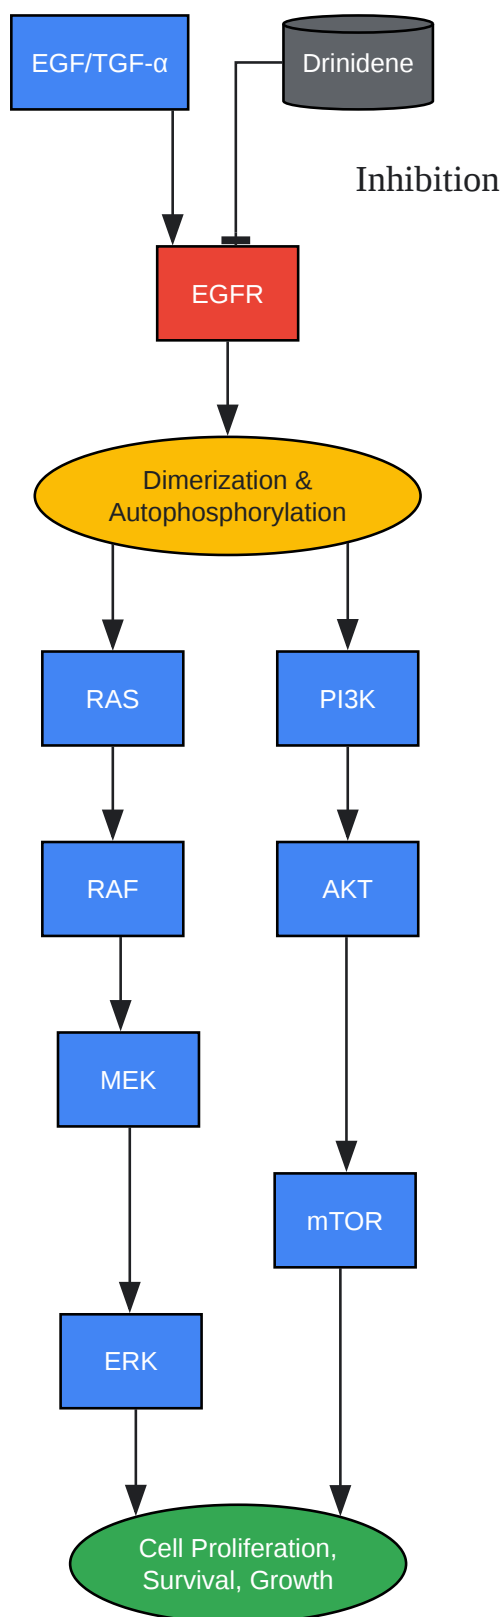 EGF/TGF-α
Drinidene
Inhibition
EGFR
Dimerization &
Autophosphorylation
RAS
PI3K
RAF
AKT
MEK
mTOR
ERK
Cell Proliferation,
Survival, Growth